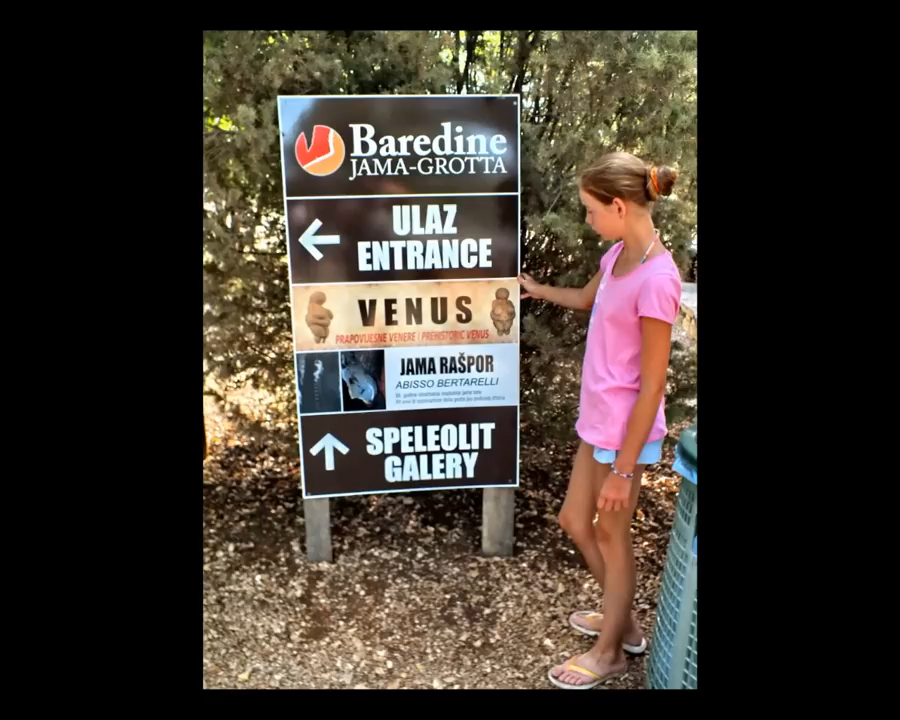 Baredine
JAMA-GROTTA
ULAZ
ENTRANCE
VENUS
PRAPOVIJESNE VENERE / PREHISTORIC VENUS
JAMA RAŠPOR
ABISSO BERTARELLI
SPELEOLIT
GALERY